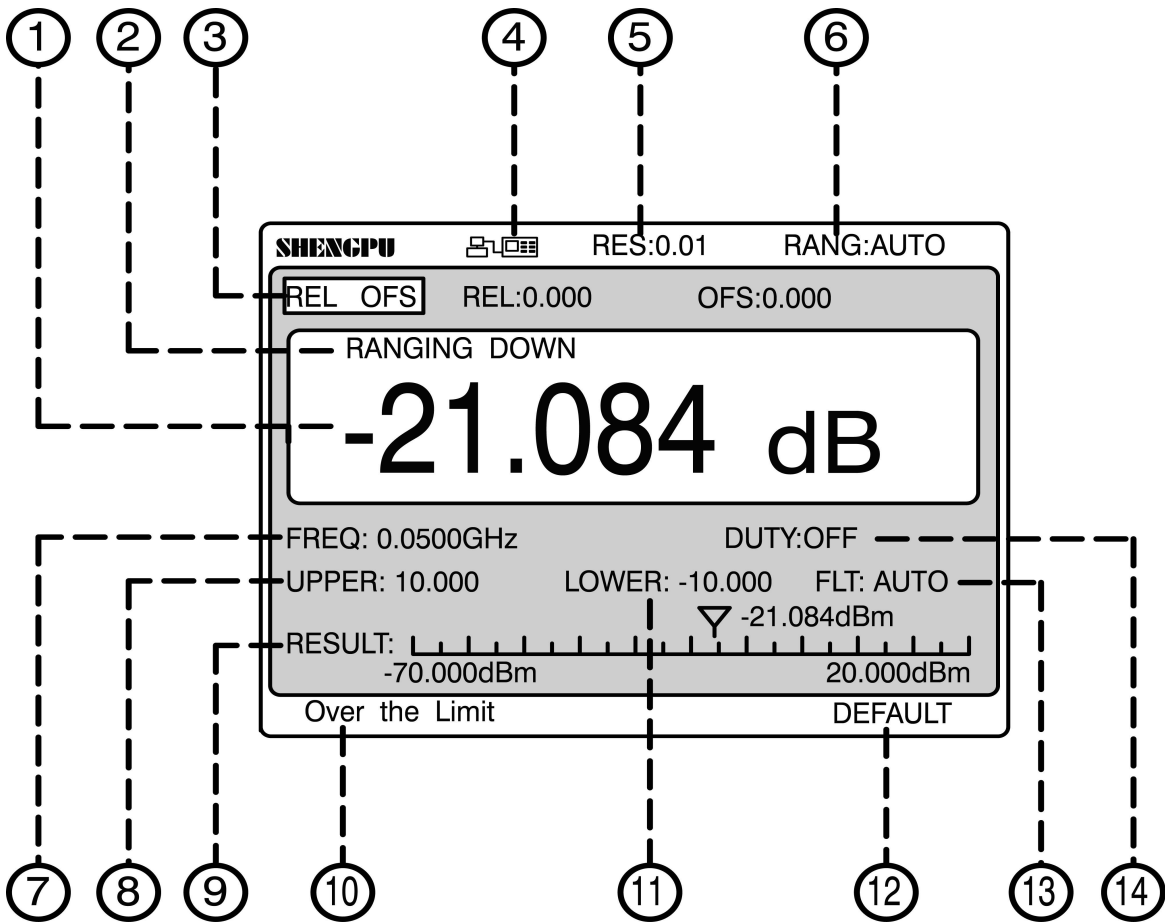 1 2 3 4 5 6
SHENGPU RES:0.01 RANG:AUTO
REL OFS REL:0.000 OFS:0.000
RANGING DOWN
-21.084 dB
FREQ: 0.0500GHz DUTY:OFF
UPPER: 10.000 LOWER: -10.000 FLT: AUTO
-21.084dBm
RESULT:
-70.000dBm 20.000dBm
Over the Limit DEFAULT
7 8 9 10 11 12 13 14